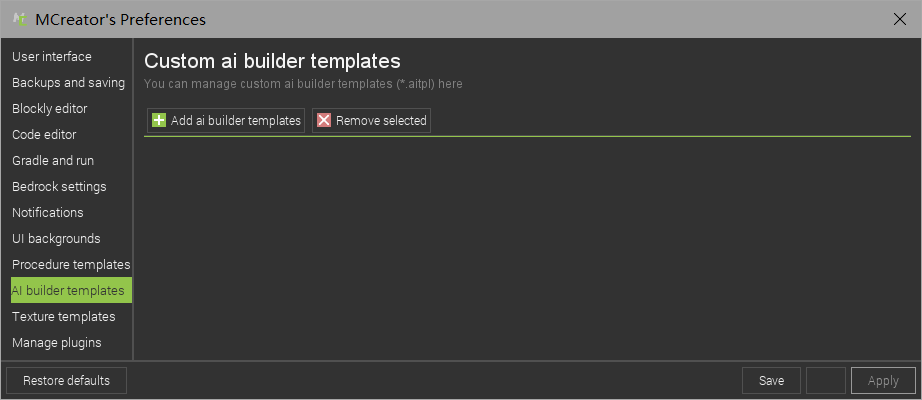 MCreator's Preferences
User interface
Backups and saving
Blockly editor
Code editor
Gradle and run
Bedrock settings
Notifications
UI backgrounds
Procedure templates
AI builder templates
Texture templates
Manage plugins
Custom ai builder templates
You can manage custom ai builder templates (*.aitpl) here
Add ai builder templates
Remove selected
Restore defaults
Save
Apply